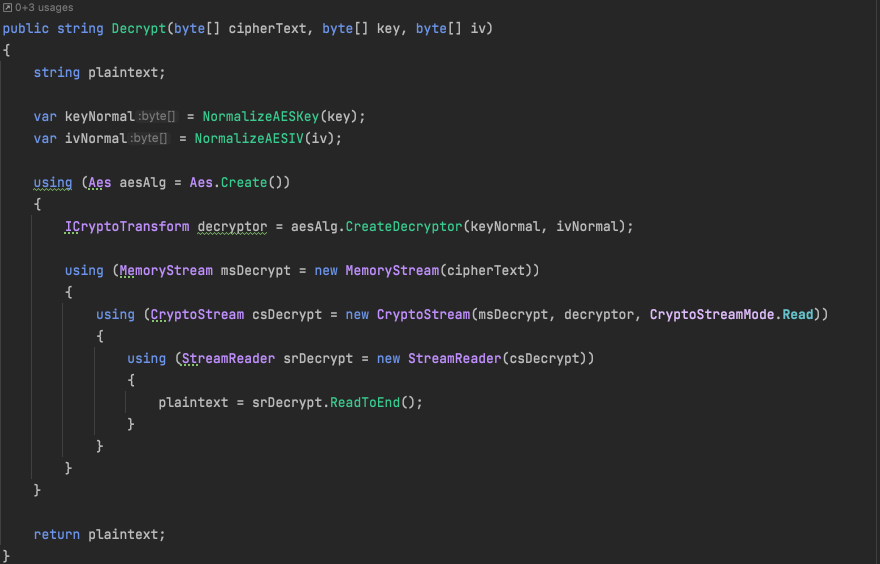 0+3 usages
public string Decrypt(byte[] cipherText, byte[] key, byte[] iv)
{
    string plaintext;

    var keyNormal :byte[] = NormalizeAESKey(key);
    var ivNormal :byte[] = NormalizeAESIV(iv);

    using (Aes aesAlg = Aes.Create())
    {
        ICryptoTransform decryptor = aesAlg.CreateDecryptor(keyNormal, ivNormal);

        using (MemoryStream msDecrypt = new MemoryStream(cipherText))
        {
            using (CryptoStream csDecrypt = new CryptoStream(msDecrypt, decryptor, CryptoStreamMode.Read))
            {
                using (StreamReader srDecrypt = new StreamReader(csDecrypt))
                {
                    plaintext = srDecrypt.ReadToEnd();
                }
            }
        }
    }

    return plaintext;
}